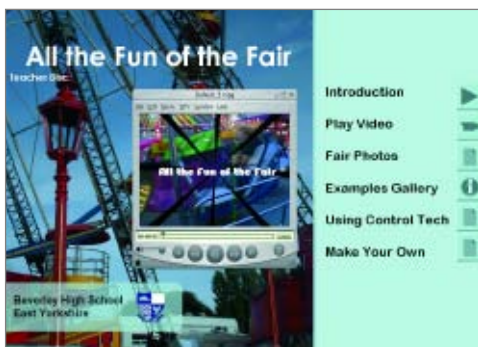 All the Fun of the Fair
Teacher Disc
All the Fun of the Fair
Beverley High School
East Yorkshire
Introduction
Play Video
Fair Photos
Examples Gallery
Using Control Tech
Make Your Own